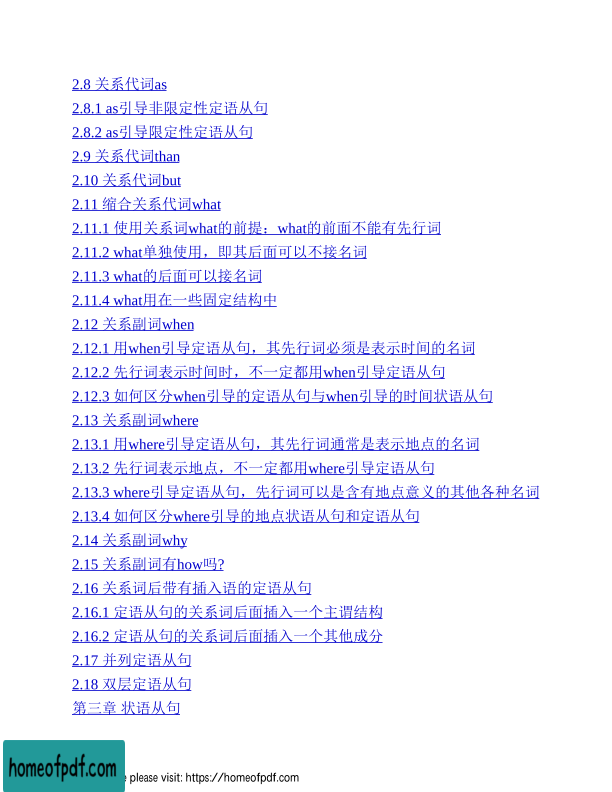 2.8 关系代词as
2.8.1 as引导非限定性定语从句
2.8.2 as引导限定性定语从句
2.9 关系代词than
2.10 关系代词but
2.11 缩合关系代词what
2.11.1 使用关系词what的前提：what的前面不能有先行词
2.11.2 what单独使用，即其后面可以不接名词
2.11.3 what的后面可以接名词
2.11.4 what用在一些固定结构中
2.12 关系副词when
2.12.1 用when引导定语从句，其先行词必须是表示时间的名词
2.12.2 先行词表示时间时，不一定都用when引导定语从句
2.12.3 如何区分when引导的定语从句与when引导的时间状语从句
2.13 关系副词where
2.13.1 用where引导定语从句，其先行词通常是表示地点的名词
2.13.2 先行词表示地点，不一定都用where引导定语从句
2.13.3 where引导定语从句，先行词可以是含有地点意义的其他各种名词
2.13.4 如何区分where引导的地点状语从句和定语从句
2.14 关系副词why
2.15 关系副词有how吗?
2.16 关系词后带有插入语的定语从句
2.16.1 定语从句的关系词后面插入一个主谓结构
2.16.2 定语从句的关系词后面插入一个其他成分
2.17 并列定语从句
2.18 双层定语从句
第三章 状语从句
homeofpdf.com
please visit: https://homeofpdf.com